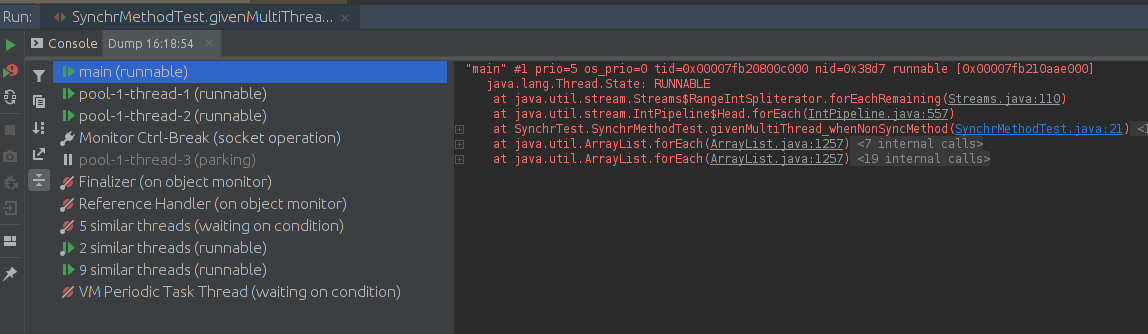 Run: SynchrMethodTest.givenMultiThrea...
Console Dump 16:18:54
main (runnable)
pool-1-thread-1 (runnable)
pool-1-thread-2 (runnable)
Monitor Ctrl-Break (socket operation)
pool-1-thread-3 (parking)
Finalizer (on object monitor)
Reference Handler (on object monitor)
5 similar threads (waiting on condition)
2 similar threads (runnable)
9 similar threads (runnable)
VM Periodic Task Thread (waiting on condition)
"main" #1 prio=5 os_prio=0 tid=0x00007fb20800c000 nid=0x38d7 runnable [0x00007fb210aae000]
java.lang.Thread.State: RUNNABLE
at java.util.stream.Streams$RangeIntSpliterator.forEachRemaining(Streams.java:110)
at java.util.stream.IntPipeline$Head.forEach(IntPipeline.java:557)
at SynchrTest.SynchrMethodTest.givenMultiThread_whenNonSyncMethod(SynchrMethodTest.java:21) <1
at java.util.ArrayList.forEach(ArrayList.java:1257) <7 internal calls>
at java.util.ArrayList.forEach(ArrayList.java:1257) <19 internal calls>